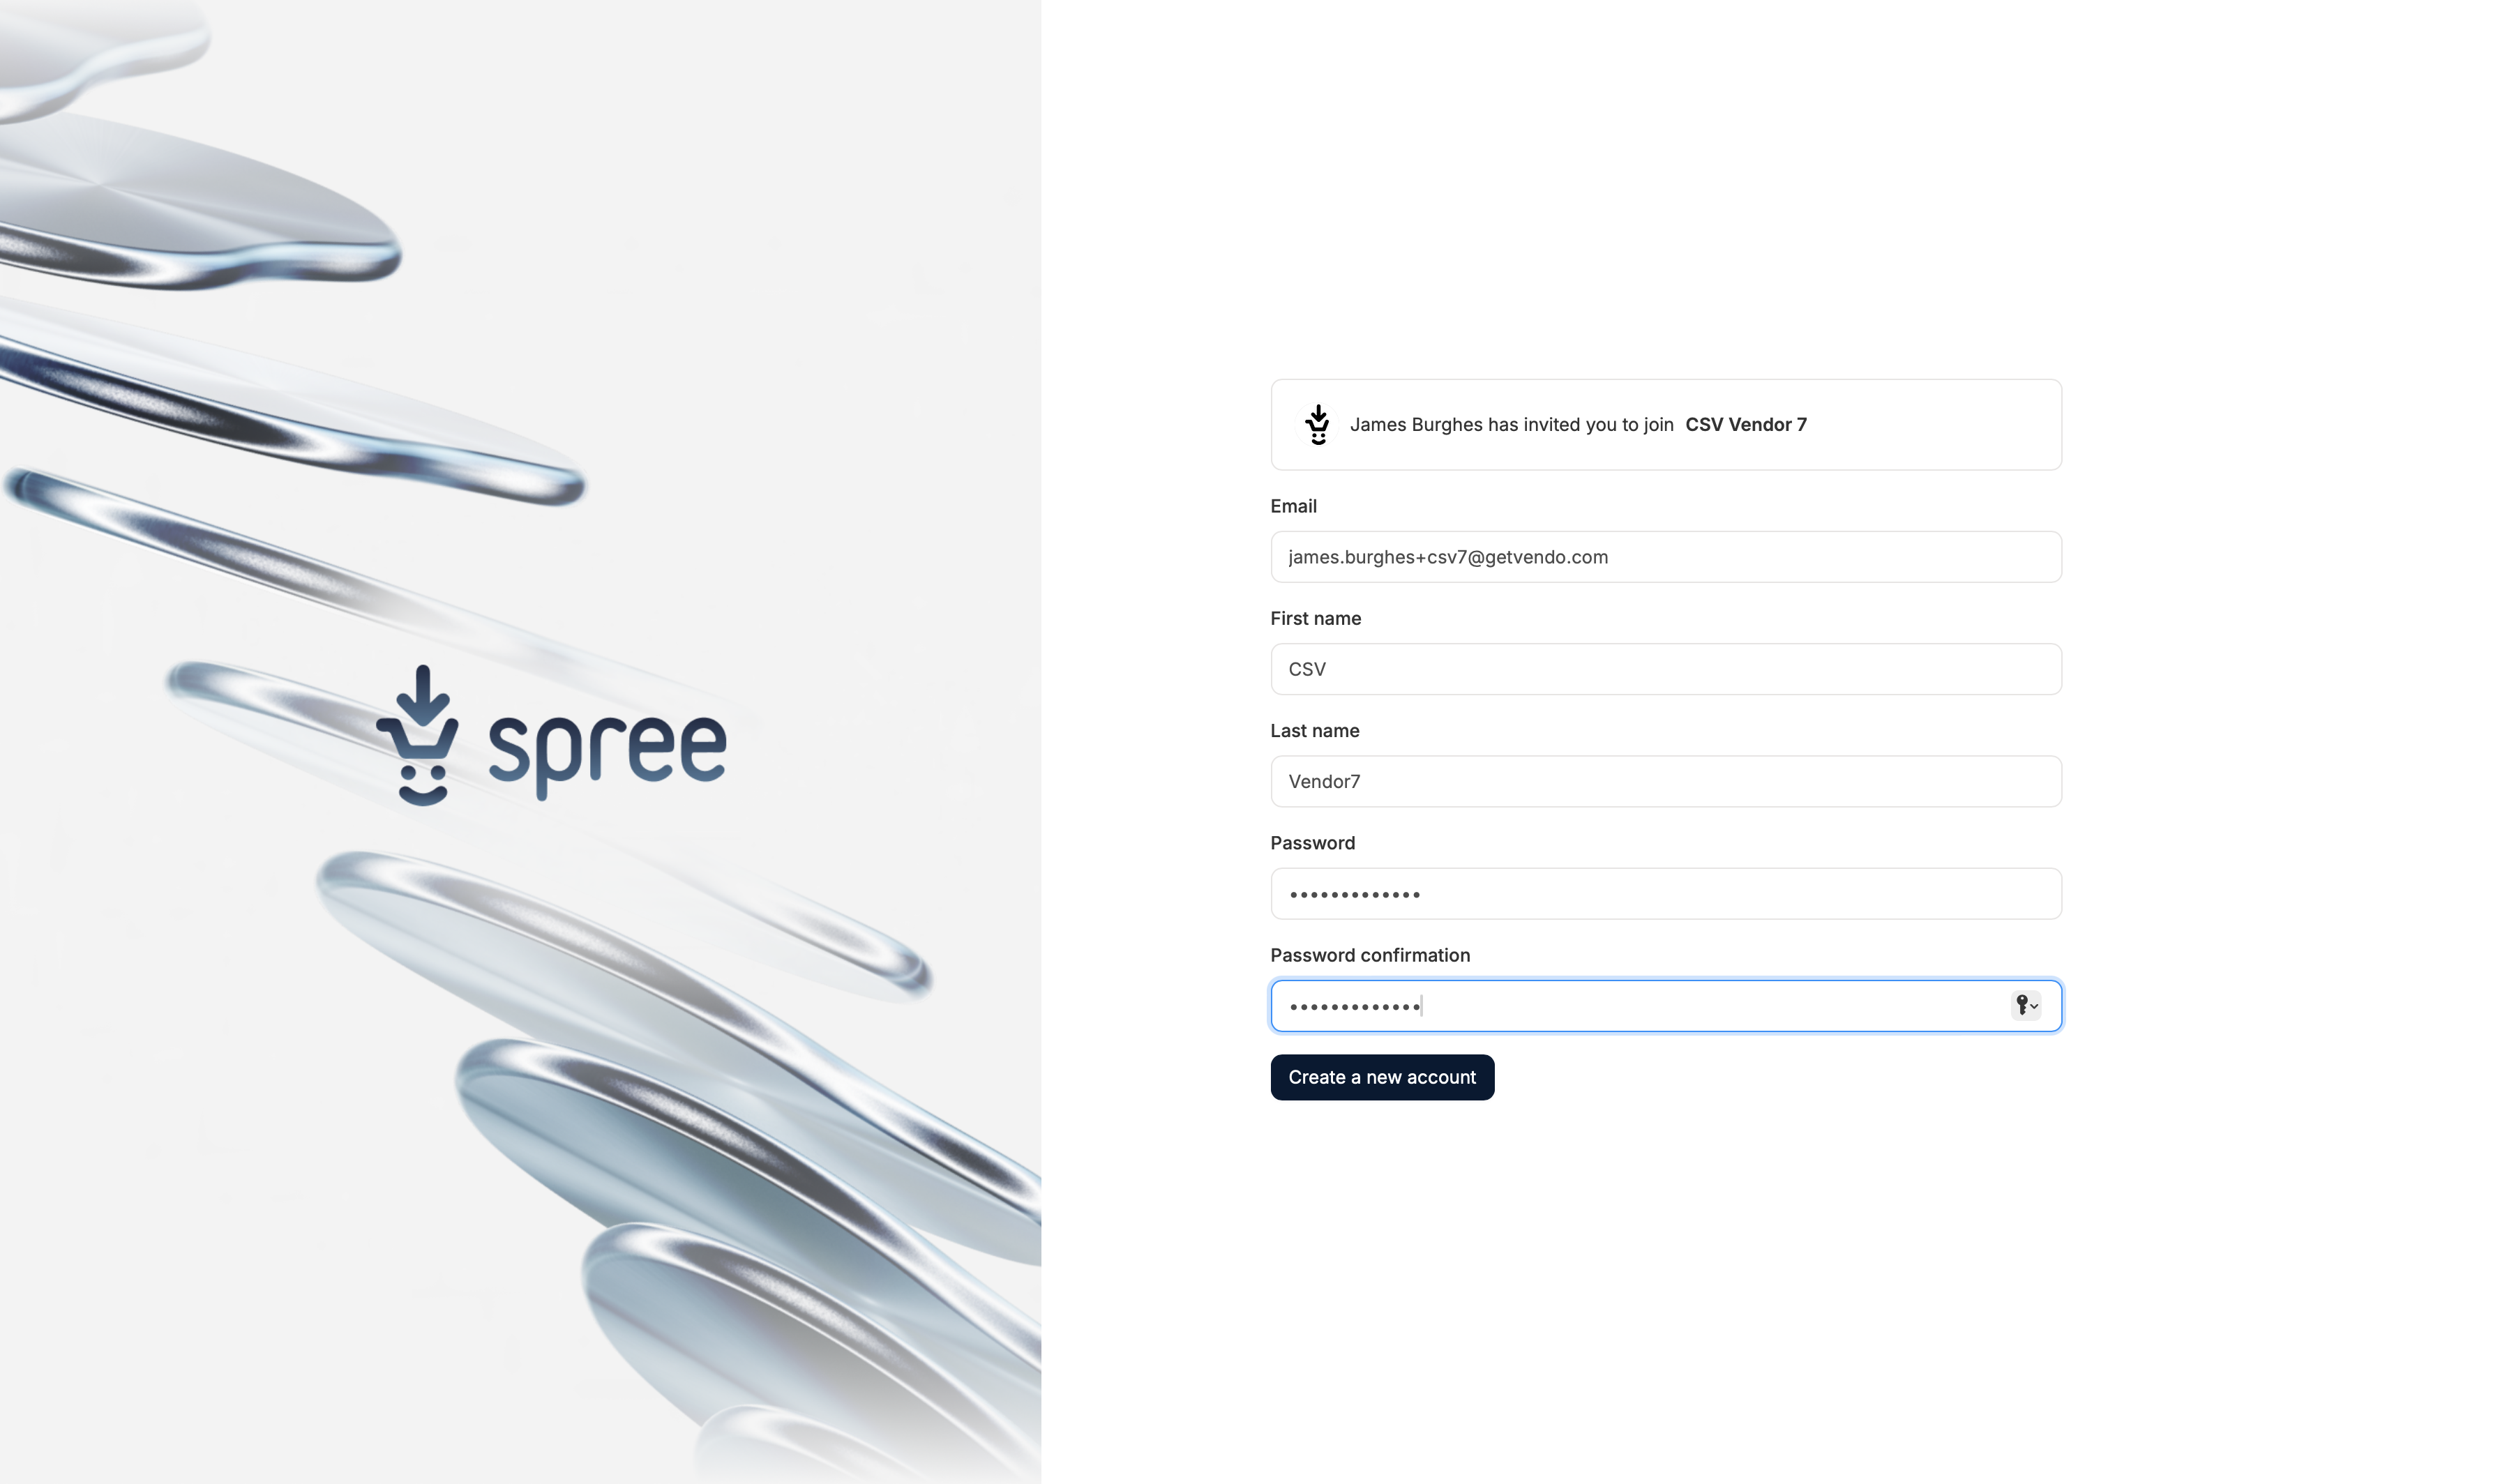 spree
James Burghes has invited you to join CSV Vendor 7
Email
james.burghes+csv7@getvendo.com
First name
CSV
Last name
Vendor7
Password
•••••••••••••
Password confirmation
•••••••••••••
Create a new account